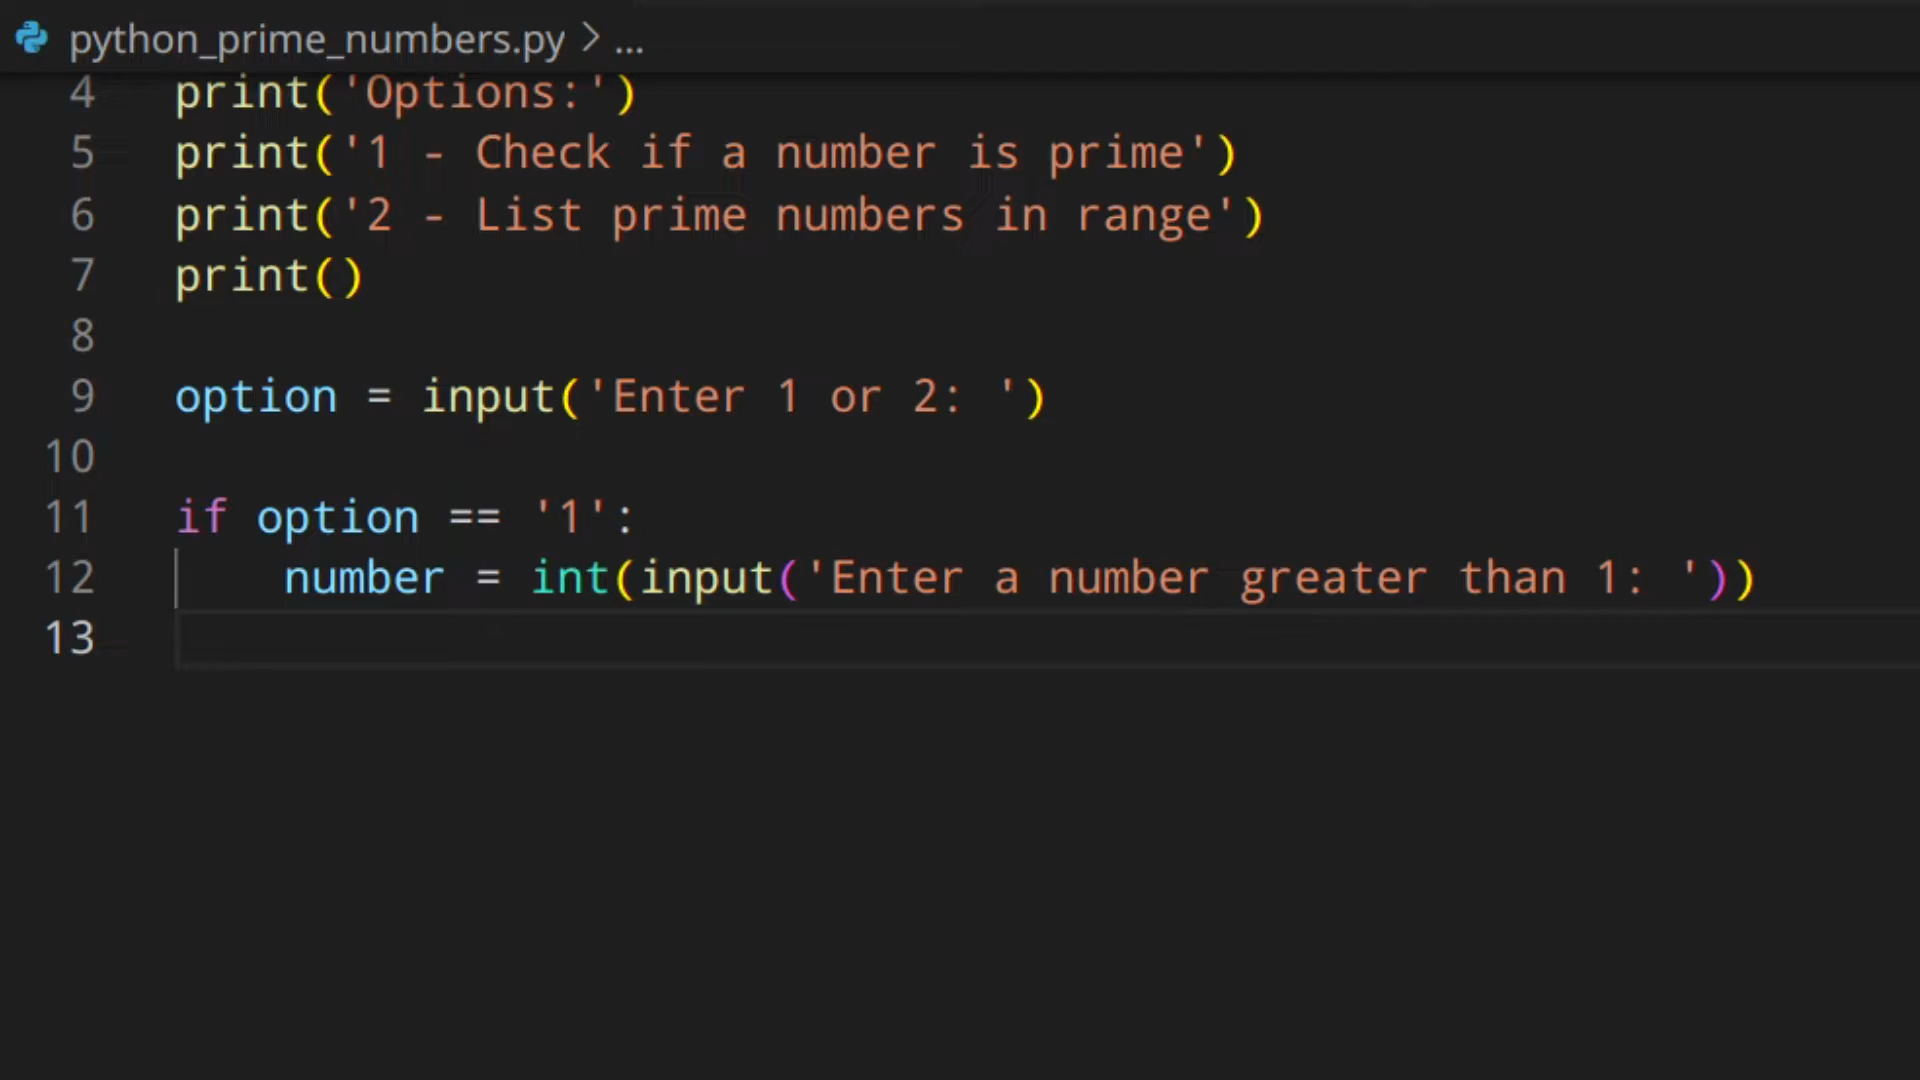 python_prime_numbers.py > ...
4 print('Options:')
5 print('1 - Check if a number is prime')
6 print('2 - List prime numbers in range')
7 print()
8
9 option = input('Enter 1 or 2: ')
10
11 if option == '1':
12     number = int(input('Enter a number greater than 1: '))
13